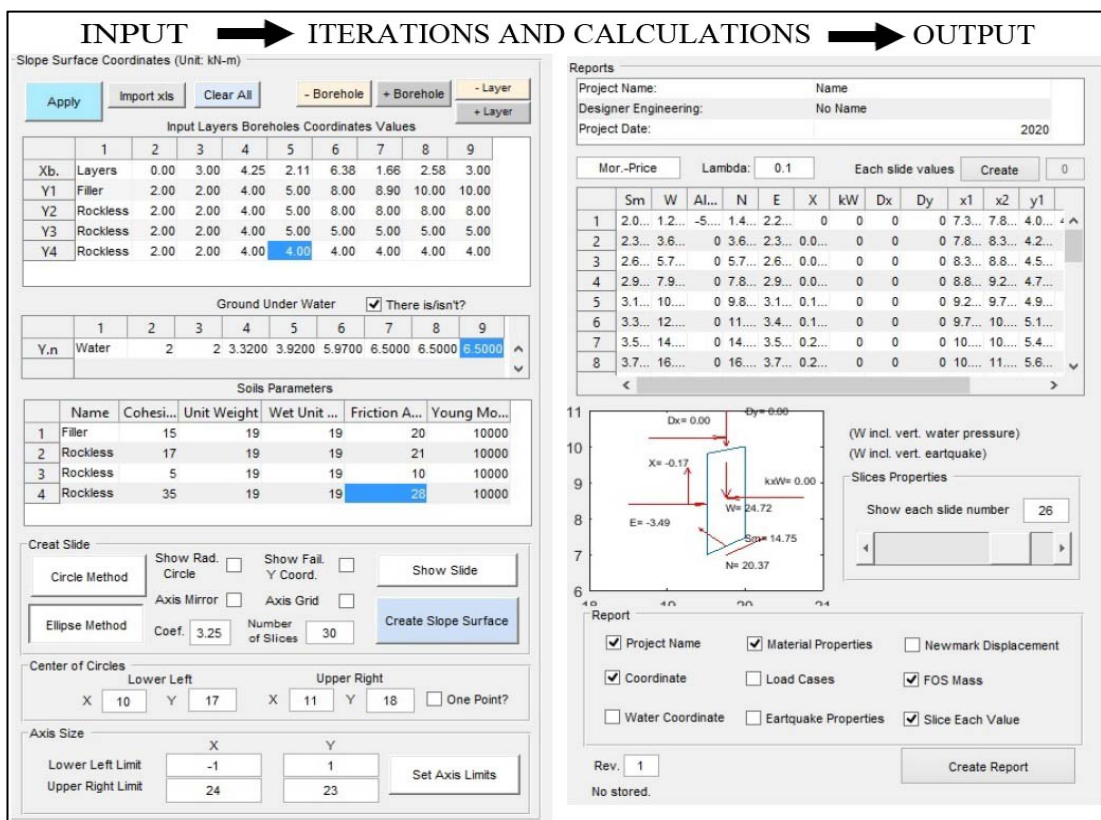 INPUT ITERATIONS AND CALCULATIONS OUTPUT
Slope Surface Coordinates (Unit: kN-m)
Apply Import xls Clear All - Borehole + Borehole - Layer
+ Layer
Input Layers Boreholes Coordinates Values
1 2 3 4 5 6 7 8 9
Xb. Layers 0.00 3.00 4.25 2.11 6.38 1.66 2.58 3.00
Y1 Filler 2.00 2.00 4.00 5.00 8.00 8.90 10.00 10.00
Y2 Rockless 2.00 2.00 4.00 5.00 8.00 8.00 8.00 8.00
Y3 Rockless 2.00 2.00 4.00 5.00 5.00 5.00 5.00 5.00
Y4 Rockless 2.00 2.00 4.00 4.00 4.00 4.00 4.00 4.00
Ground Under Water There is/isn't?
1 2 3 4 5 6 7 8 9
Y.n Water 2 2 3.3200 3.9200 5.9700 6.5000 6.5000 6.5000
Soils Parameters
Name Cohesi... Unit Weight Wet Unit ... Friction A... Young Mo...
1 Filler 15 19 19 20 10000
2 Rockless 17 19 19 21 10000
3 Rockless 5 19 19 10 10000
4 Rockless 35 19 19 28 10000
Creat Slide
Circle Method Show Rad. Circle Show Fail. Y Coord. Show Slide
Axis Mirror Axis Grid
Ellipse Method Coef. 3.25 Number of Slices 30 Create Slope Surface
Center of Circles
Lower Left Upper Right
X 10 Y 17 X 11 Y 18 One Point?
Axis Size
X Y
Lower Left Limit -1 1
Upper Right Limit 24 23
Set Axis Limits
Reports
Project Name: Name
Designer Engineering: No Name
Project Date: 2020
Mor.-Price Lambda: 0.1 Each slide values Create 0
Sm W Al... N E X kW Dx Dy x1 x2 y1
1 2.0... 1.2... -5.... 1.4... 2.2... 0 0 0 0 7.3... 7.8... 4.0...
2 2.3... 3.6... 0 3.6... 2.3... 0.0... 0 0 0 7.8... 8.3... 4.2...
3 2.6... 5.7... 0 5.7... 2.6... 0.0... 0 0 0 8.3... 8.8... 4.5...
4 2.9... 7.9... 0 7.8... 2.9... 0.0... 0 0 0 8.8... 9.2... 4.7...
5 3.1... 10.... 0 9.8... 3.1... 0.1... 0 0 0 9.2... 9.7... 4.9...
6 3.3... 12.... 0 11.... 3.4... 0.1... 0 0 0 9.7... 10.... 5.1...
7 3.5... 14.... 0 14.... 3.5... 0.2... 0 0 0 10.... 10.... 5.4...
8 3.7... 16.... 0 16.... 3.7... 0.2... 0 0 0 10.... 11.... 5.6...
11
10
9
8
7
6
18 19 20 21
Dx= 0.00
Dy= 0.00
X= -0.17
kxW= 0.00
W= 24.72
E= -3.49
Sm= 14.75
N= 20.37
(W incl. vert. water pressure)
(W incl. vert. eartquake)
Slices Properties
Show each slide number 26
Report
Project Name Material Properties Newmark Displacement
Coordinate Load Cases FOS Mass
Water Coordinate Eartquake Properties Slice Each Value
Rev. 1 Create Report
No stored.